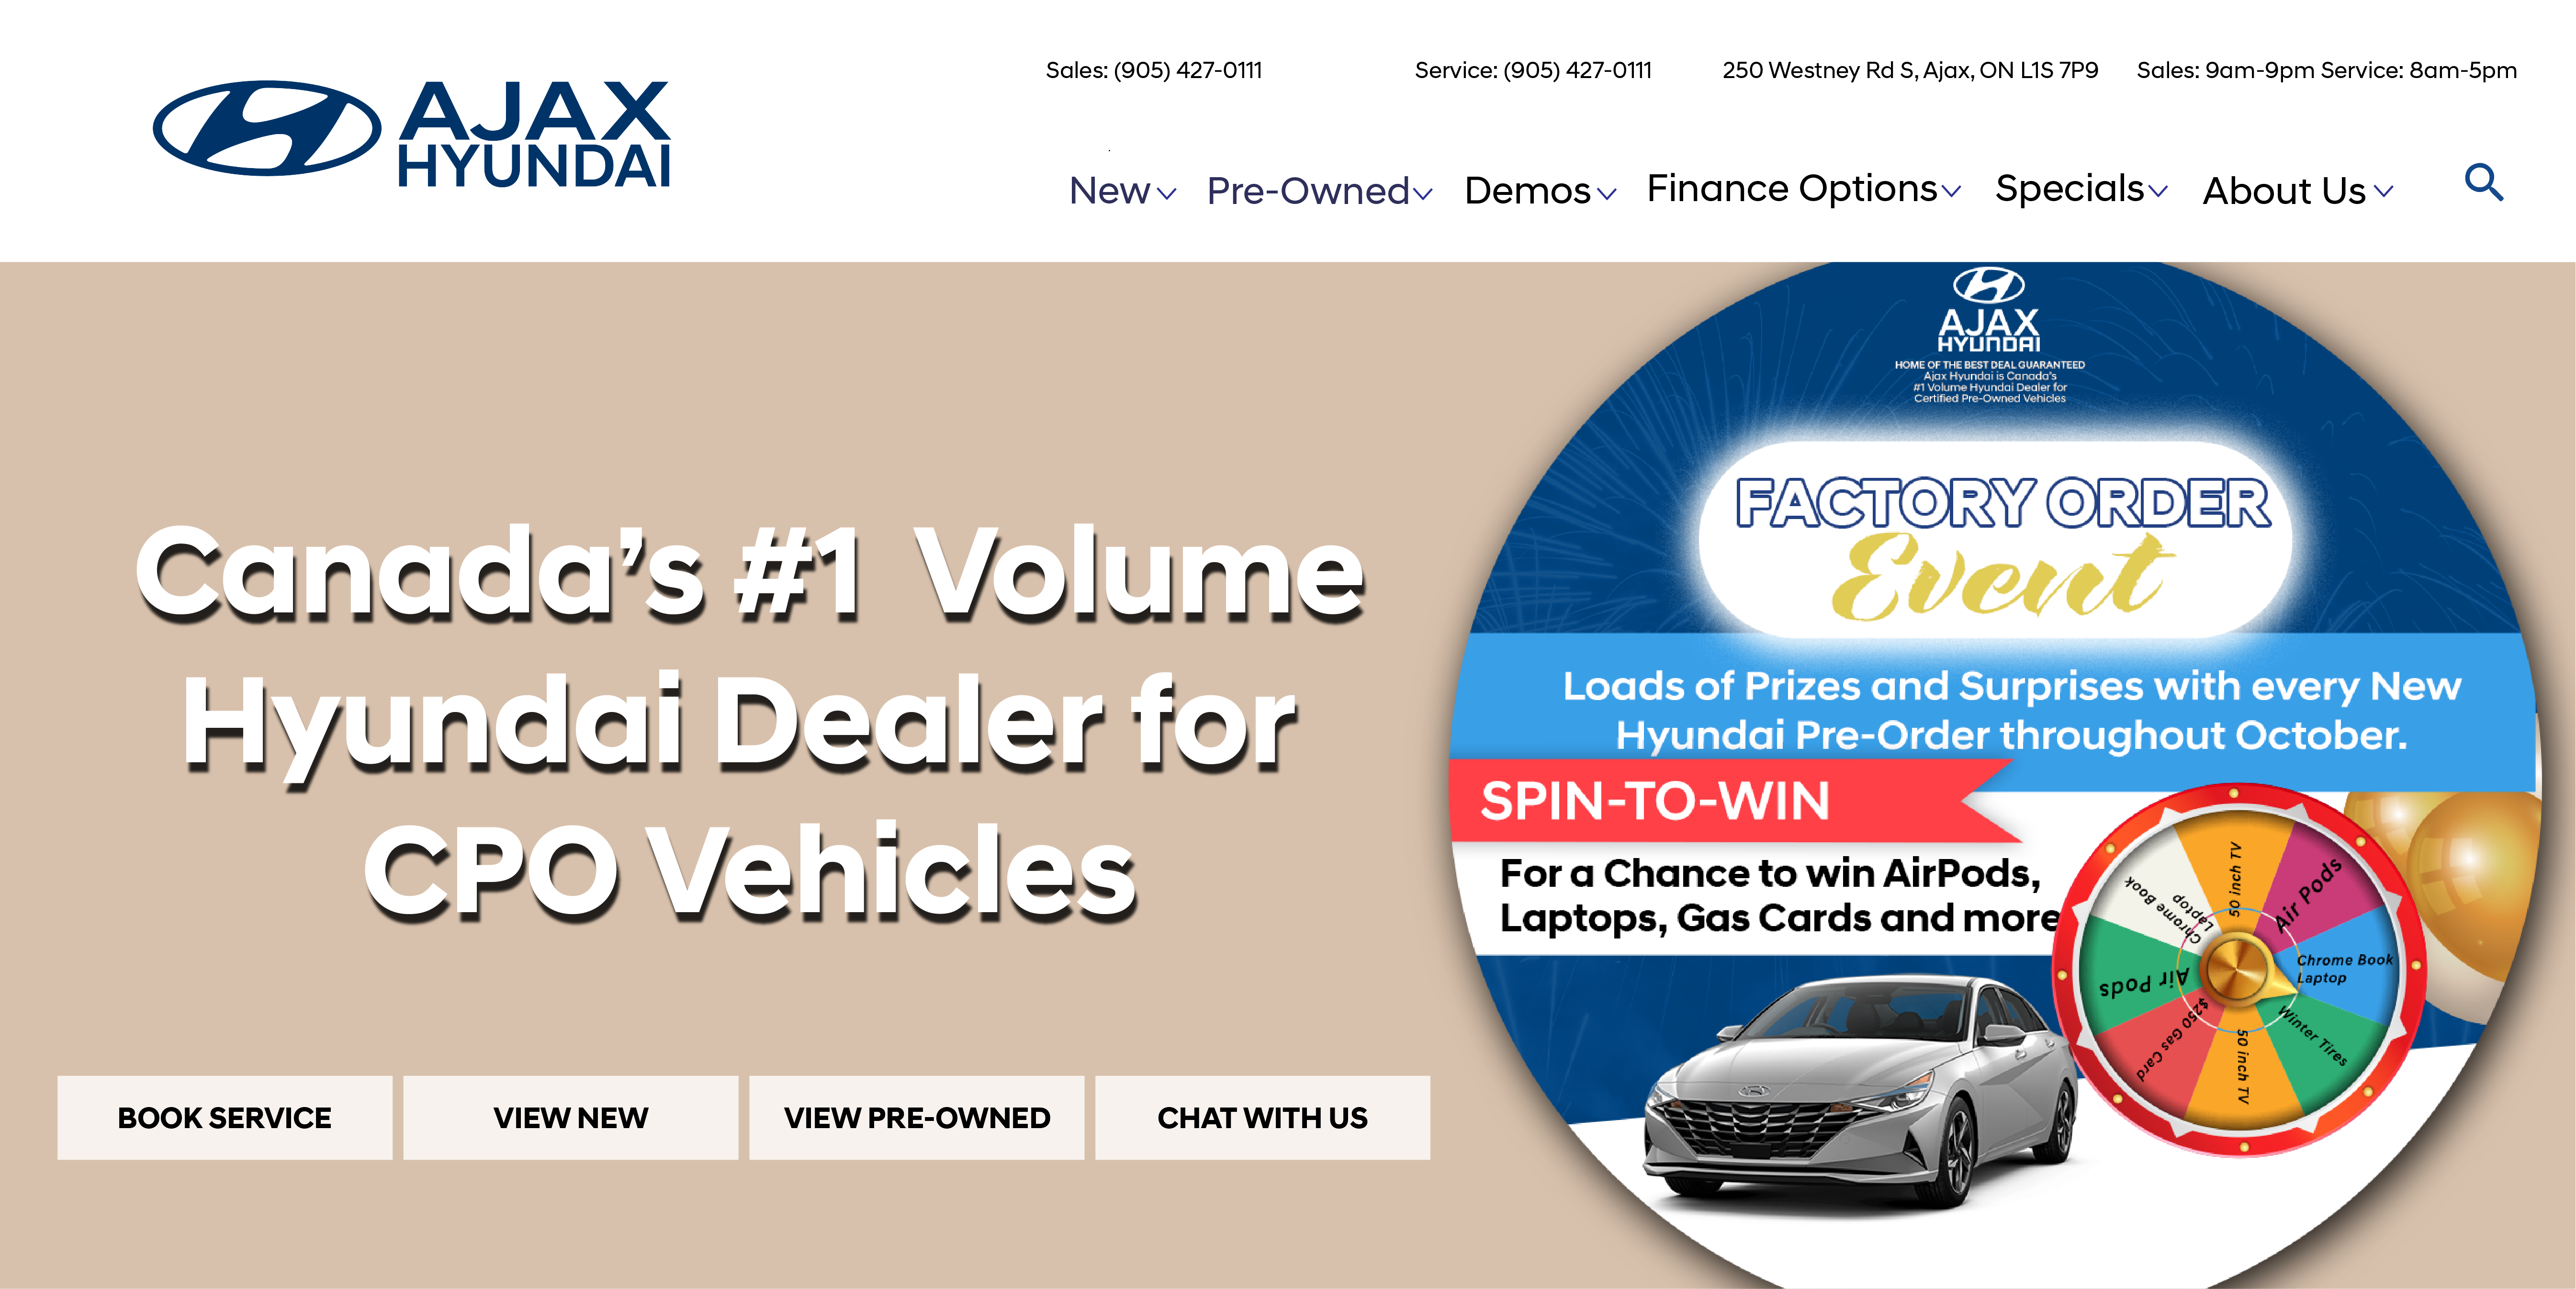 AJAX
HYUNDAI
Sales: (905) 427-0111
Service: (905) 427-0111
250 Westney Rd S, Ajax, ON L1S 7P9
Sales: 9am-9pm Service: 8am-5pm
New
Pre-Owned
Demos
Finance Options
Specials
About Us
Canada's #1 Volume
Hyundai Dealer for
CPO Vehicles
BOOK SERVICE
VIEW NEW
VIEW PRE-OWNED
CHAT WITH US
AJAX
HYUNDAI
HOME OF THE BEST DEAL GUARANTEED
Ajax Hyundai is Canada's
#1 Volume Hyundai Dealer for
Certified Pre-Owned Vehicles
FACTORY ORDER
Event
Loads of Prizes and Surprises with every New
Hyundai Pre-Order throughout October.
SPIN-TO-WIN
For a Chance to win AirPods,
Laptops, Gas Cards and more
50 inch TV
Air Pods
Chrome Book
Laptop
Winter Tires
50 inch TV
$250 Gas Card
Air Pods
Chrome Book
Laptop